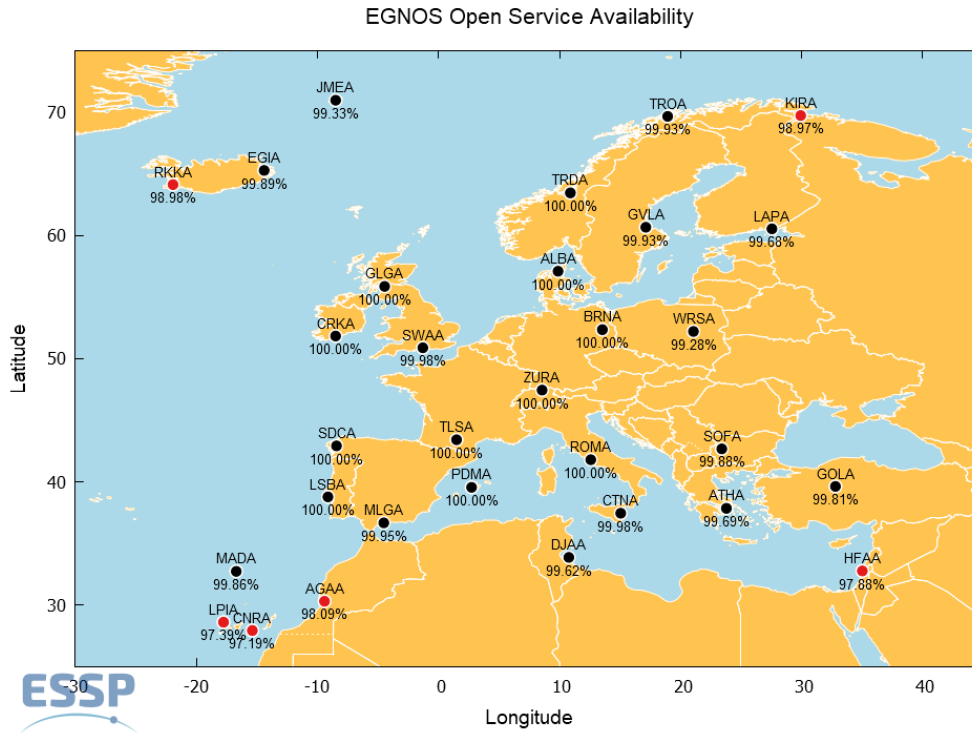 EGNOS Open Service Availability
Latitude
70
60
50
40
30
JMEA
99.33%
TROA
99.93%
KIRA
98.97%
EGIA
99.89%
RKKA
98.98%
TRDA
100.00%
GVLA
99.93%
LAPA
99.68%
ALBA
100.00%
GLGA
100.00%
CRKA
100.00%
SWAA
99.98%
BRNA
100.00%
WRSA
99.28%
ZURA
100.00%
SDCA
100.00%
TLSA
100.00%
ROMA
100.00%
SOFA
99.88%
LSBA
100.00%
PDMA
100.00%
GOLA
99.81%
MLGA
99.95%
CTNA
99.98%
ATHA
99.69%
MADA
99.86%
DJAA
99.62%
HFAA
97.88%
AGAA
98.09%
LPIA
97.39%
CNRA
97.19%
-30 -20 -10 0 10 20 30 40
Longitude
ESSP